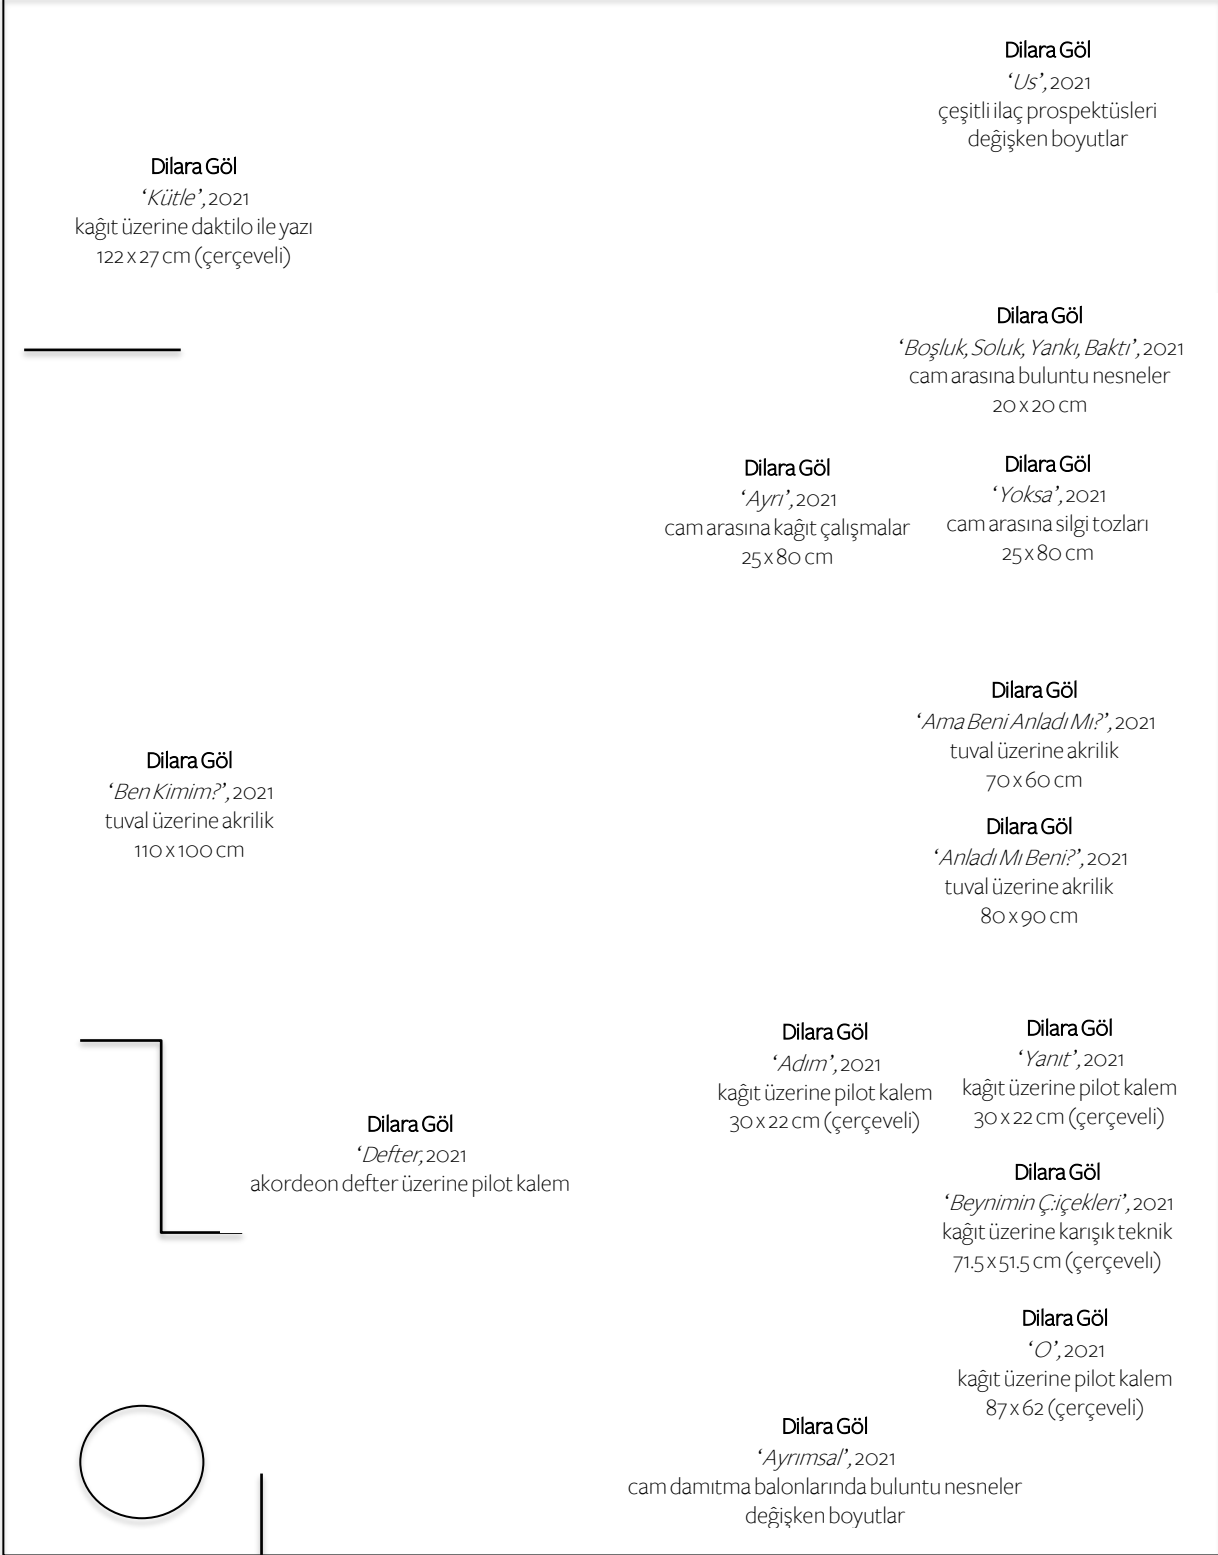 Dilara Göl
‘Us’, 2021
çeşitli ilaç prospektüsleri
değişken boyutlar
Dilara Göl
‘Kütle’, 2021
kağıt üzerine daktilo ile yazı
122 x 27 cm (çerçeveli)
Dilara Göl
‘Boşluk, Soluk, Yankı, Baktı’, 2021
cam arasına buluntu nesneler
20 x 20 cm
Dilara Göl
‘Ayrı’, 2021
cam arasına kağıt çalışmalar
25 x 80 cm
Dilara Göl
‘Yoksa’, 2021
cam arasına silgi tozları
25 x 80 cm
Dilara Göl
‘Ama Beni Anladı Mı?’, 2021
tuval üzerine akrilik
70 x 60 cm
Dilara Göl
‘Ben Kimim?’, 2021
tuval üzerine akrilik
110 x 100 cm
Dilara Göl
‘Anladı Mı Beni?’, 2021
tuval üzerine akrilik
80 x 90 cm
Dilara Göl
‘Adım’, 2021
kağıt üzerine pilot kalem
30 x 22 cm (çerçeveli)
Dilara Göl
‘Yanıt’, 2021
kağıt üzerine pilot kalem
30 x 22 cm (çerçeveli)
Dilara Göl
‘Defter, 2021
akordeon defter üzerine pilot kalem
Dilara Göl
‘Beynimin Ç:içekleri’, 2021
kağıt üzerine karışık teknik
71.5 x 51.5 cm (çerçevelı)
Dilara Göl
‘O’, 2021
kağıt üzerine pilot kalem
87 x 62 (çerçeveli)
Dilara Göl
‘Ayrımsal’, 2021
cam damıtma balonlarında buluntu nesneler
değişken boyutlar